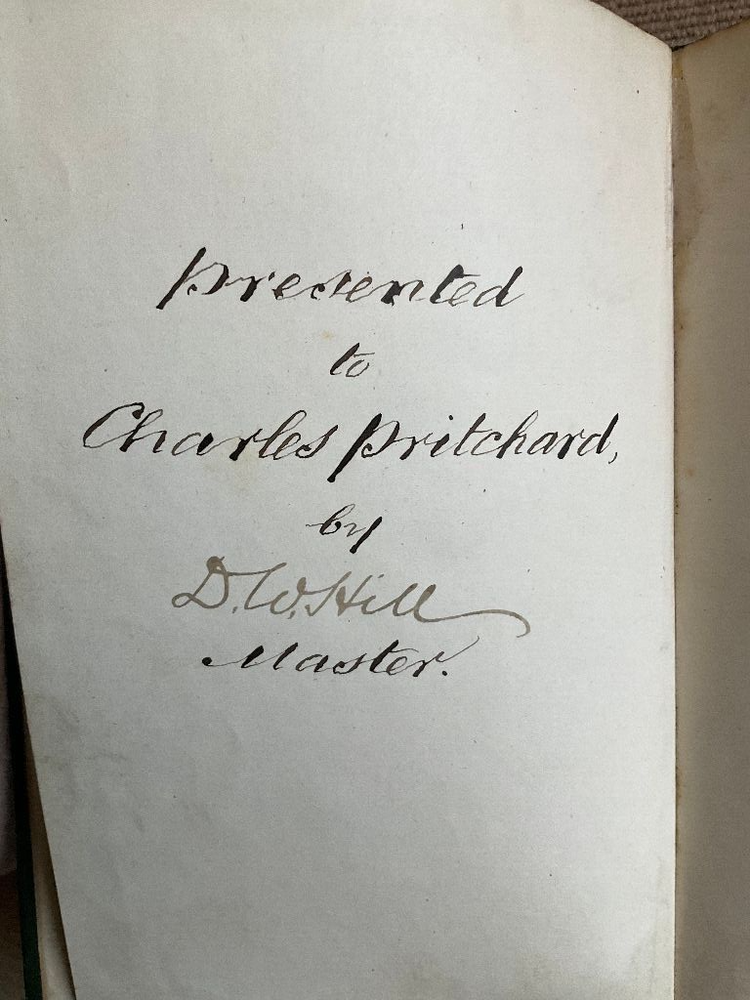 Presented
to
Charles Pritchard,
by
D. W. Hill
Master.